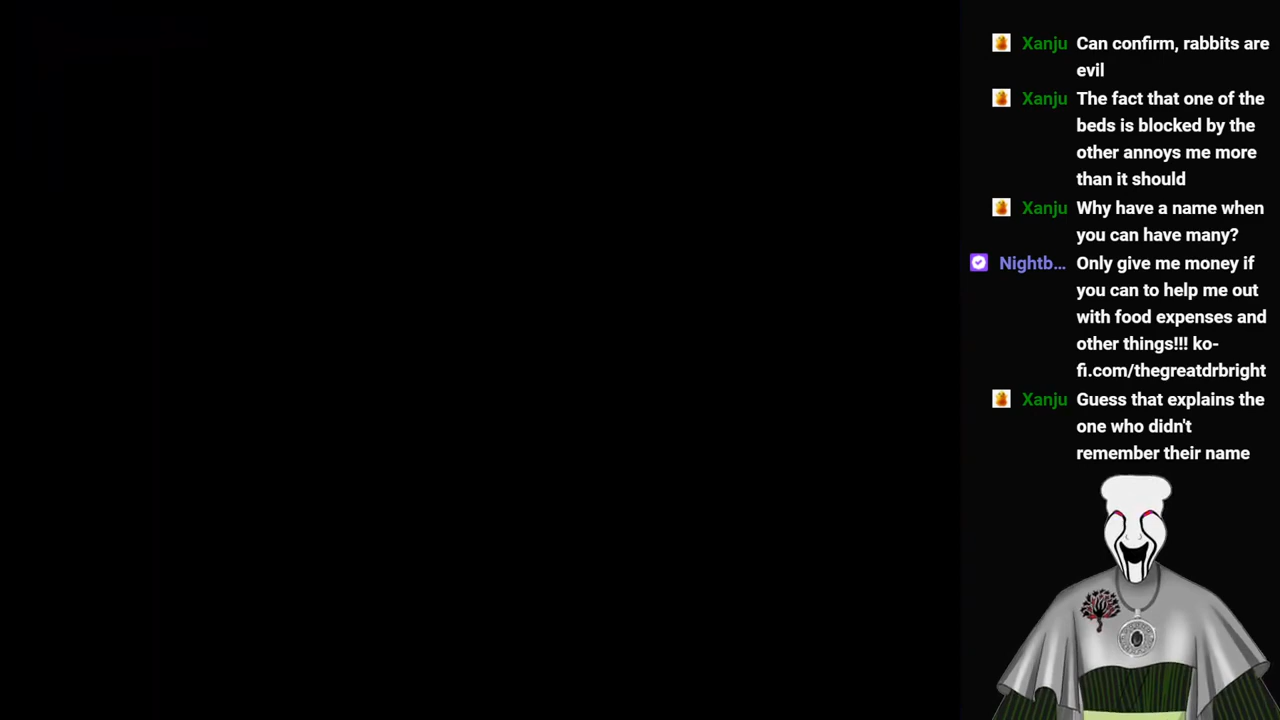 Xanju Can confirm, rabbits are
evil
Xanju The fact that one of the
beds is blocked by the
other annoys me more
than it should
Xanju Why have a name when
you can have many?
Nightb... Only give me money if
you can to help me out
with food expenses and
other things!!! ko-
fi.com/thegreatdrbright
Xanju Guess that explains the
one who didn't
remember their name